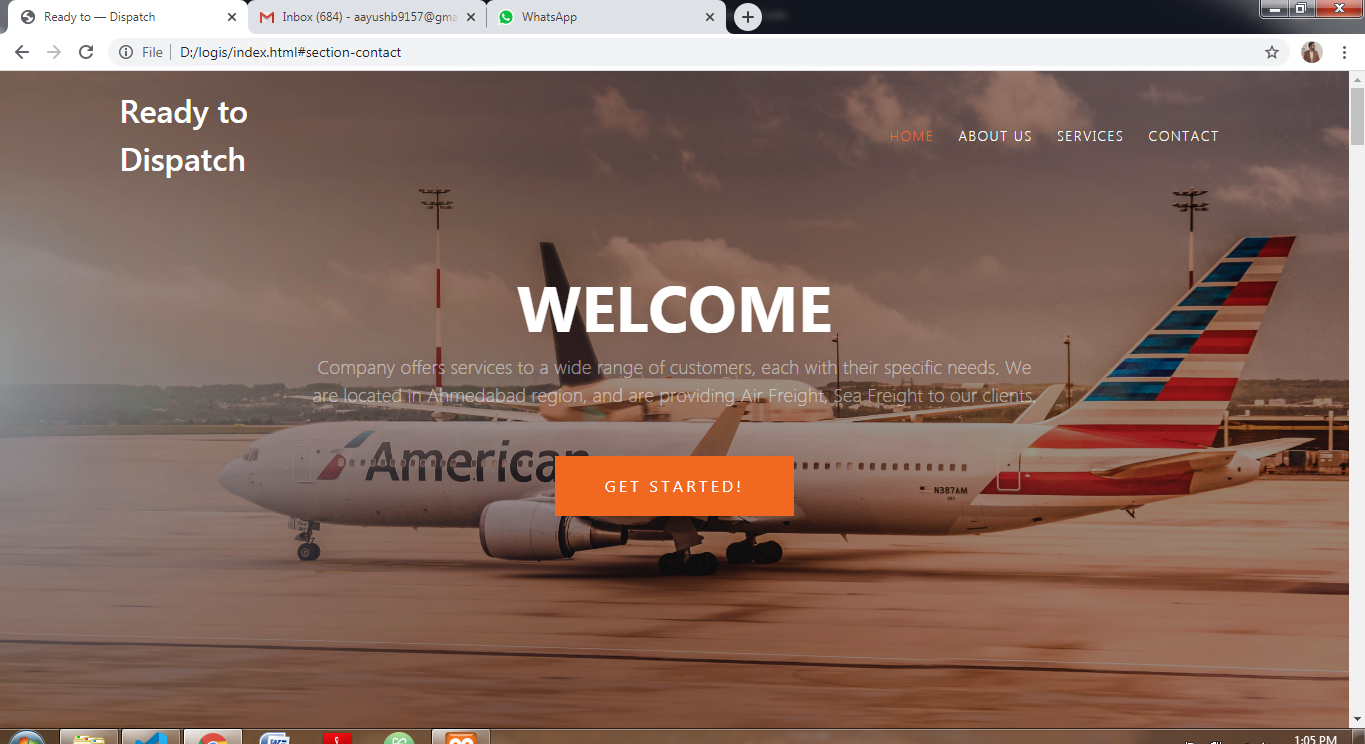 Ready to — Dispatch
Inbox (684) - aayushb9157@gma
WhatsApp
File
D:/logis/index.html#section-contact
Ready to
Dispatch
HOME
ABOUT US
SERVICES
CONTACT
WELCOME
Company offers services to a wide range of customers, each with their specific needs. We
are located in Ahmedabad region, and are providing Air Freight, Sea Freight to our clients.
American
GET STARTED!
N387AM
1:05 PM